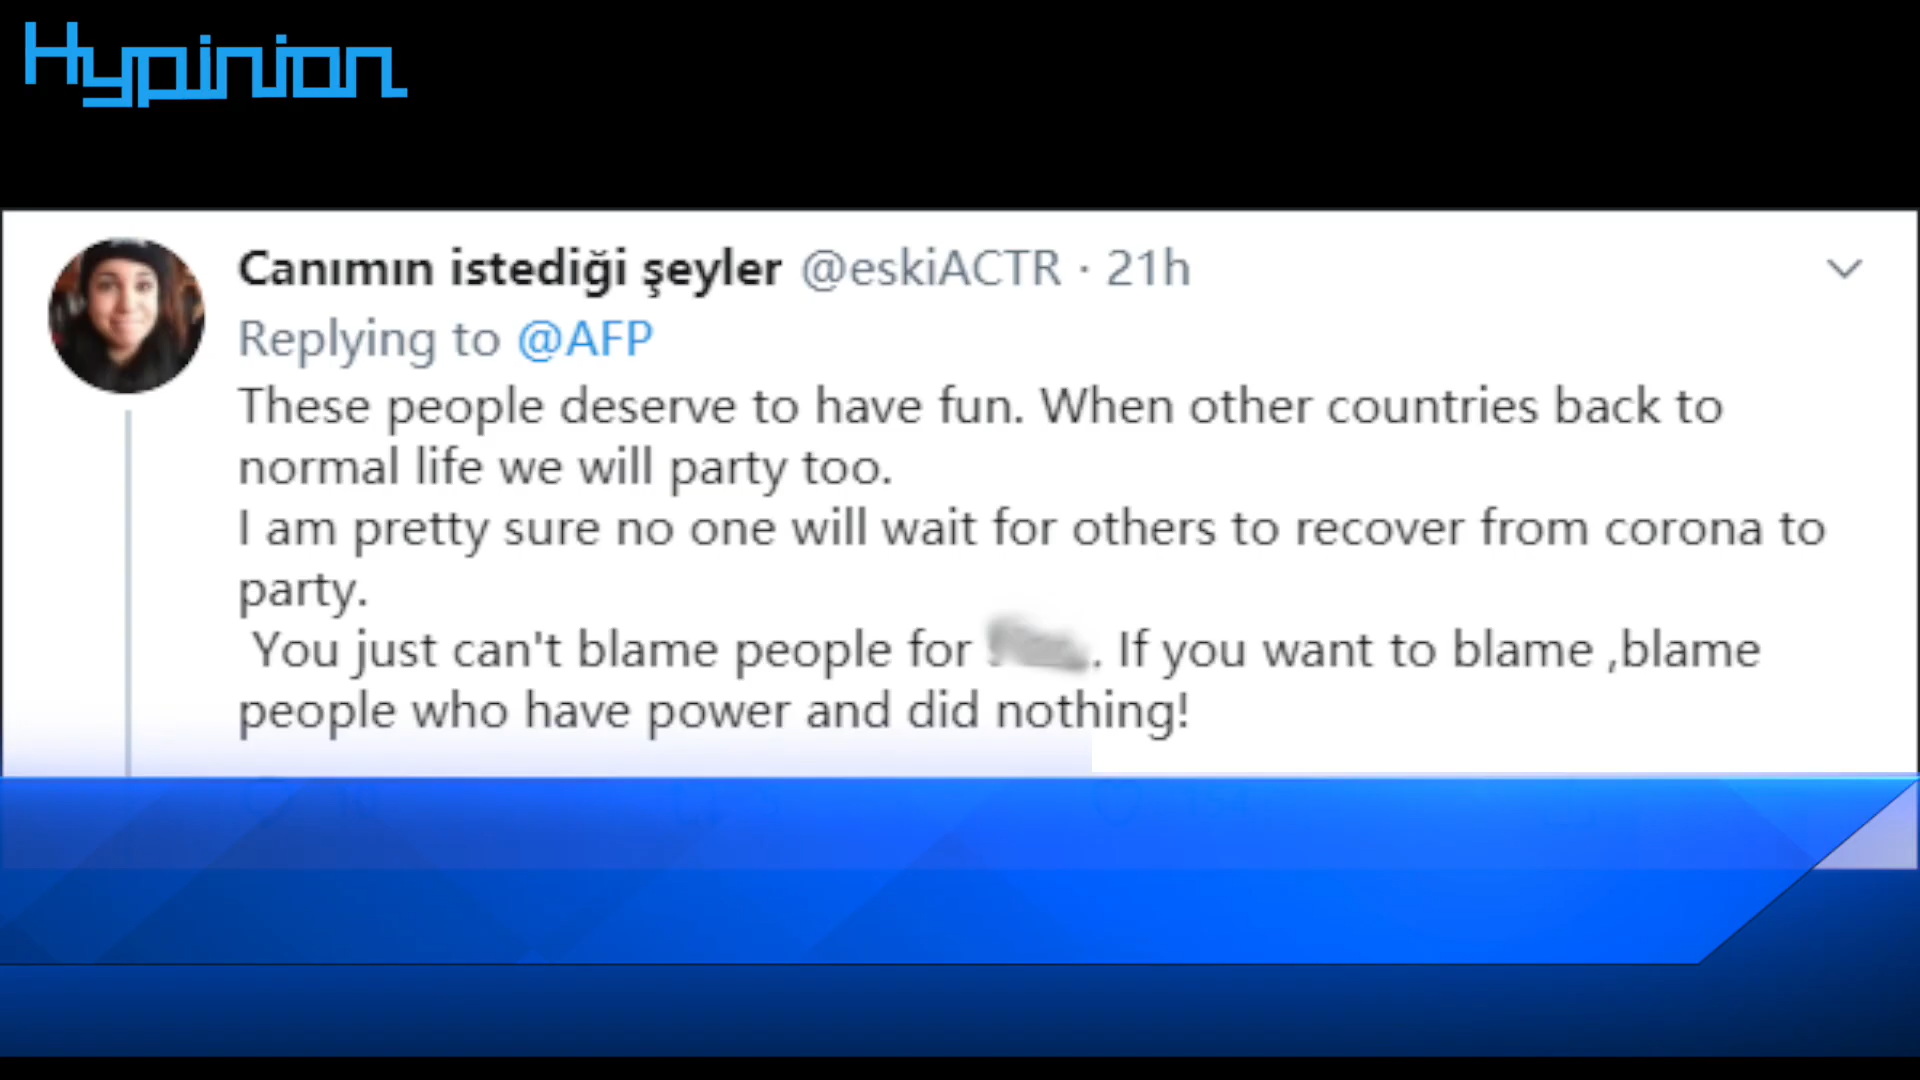 Hypinion
Canımın istediği şeyler @eskiACTR · 21h
Replying to @AFP
These people deserve to have fun. When other countries back to
normal life we will party too.
I am pretty sure no one will wait for others to recover from corona to
party.
You just can't blame people for . If you want to blame ,blame
people who have power and did nothing!